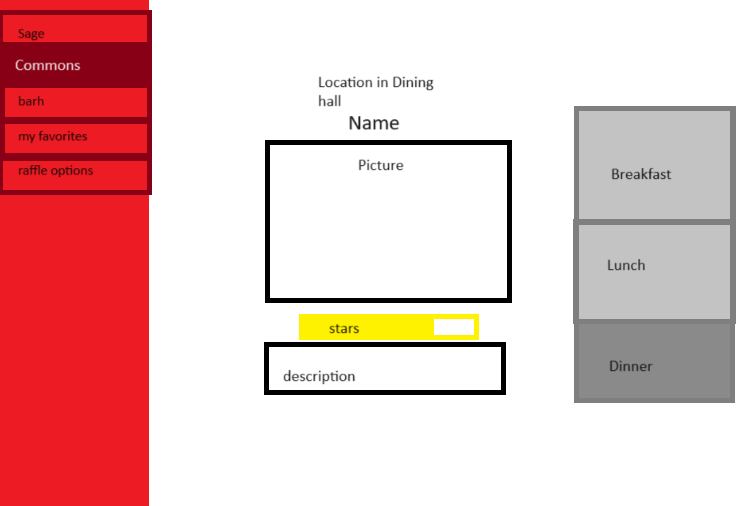 Sage
Commons
barh
my favorites
raffle options
Location in Dining
hall
Name
Picture
stars
description
Breakfast
Lunch
Dinner